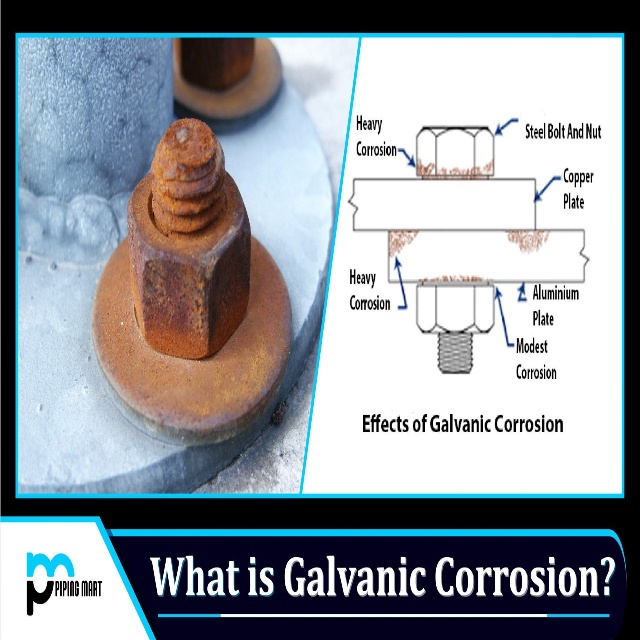 Heavy
Corrosion
Steel Bolt And Nut
Copper
Plate
Heavy
Corrosion
Aluminium
Plate
Modest
Corrosion
Effects of Galvanic Corrosion
m
p PIPING MART
What is Galvanic Corrosion?